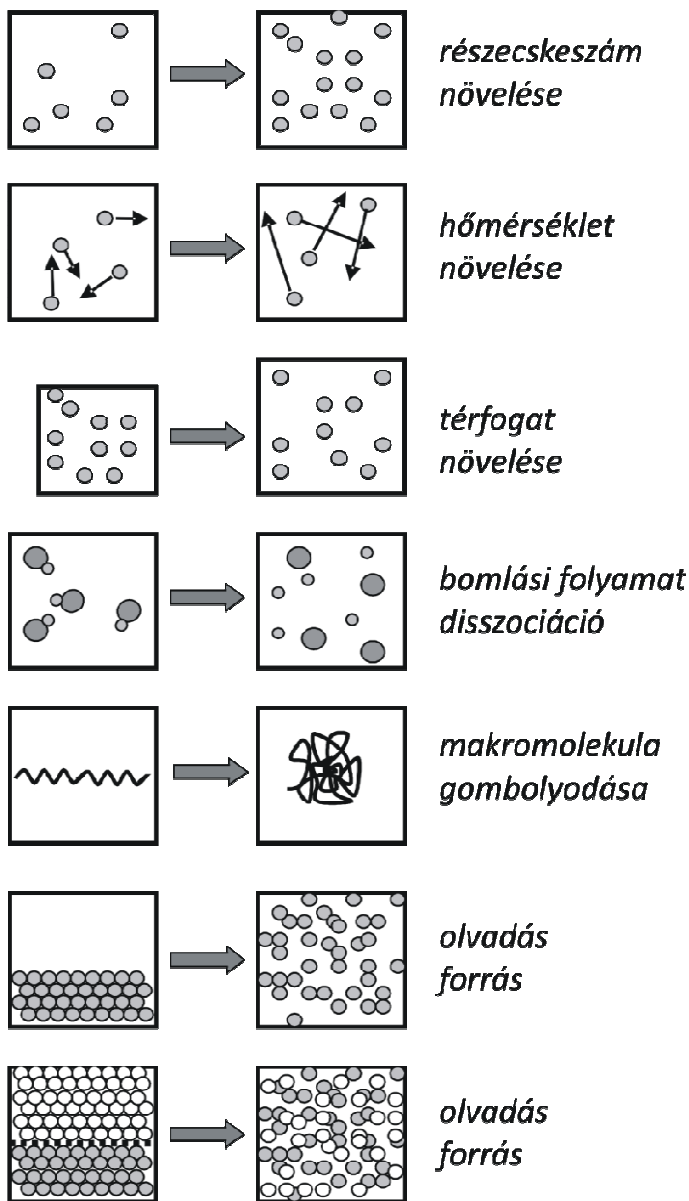 részecskeszám
növelése
hőmérséklet
növelése
térfogat
növelése
bomlási folyamat
disszociáció
makromolekula
gombolyodása
olvadás
forrás
olvadás
forrás